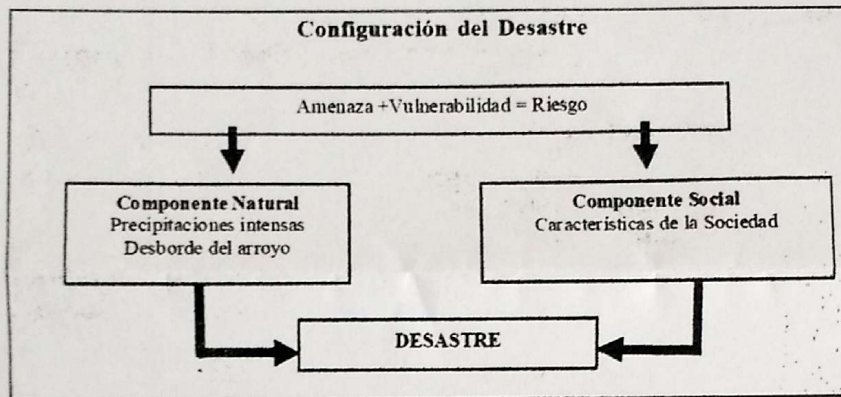 Configuración del Desastre
Amenaza +Vulnerabilidad = Riesgo
Componente Natural
Precipitaciones intensas
Desborde del arroyo
Componente Social
Características de la Sociedad
DESASTRE